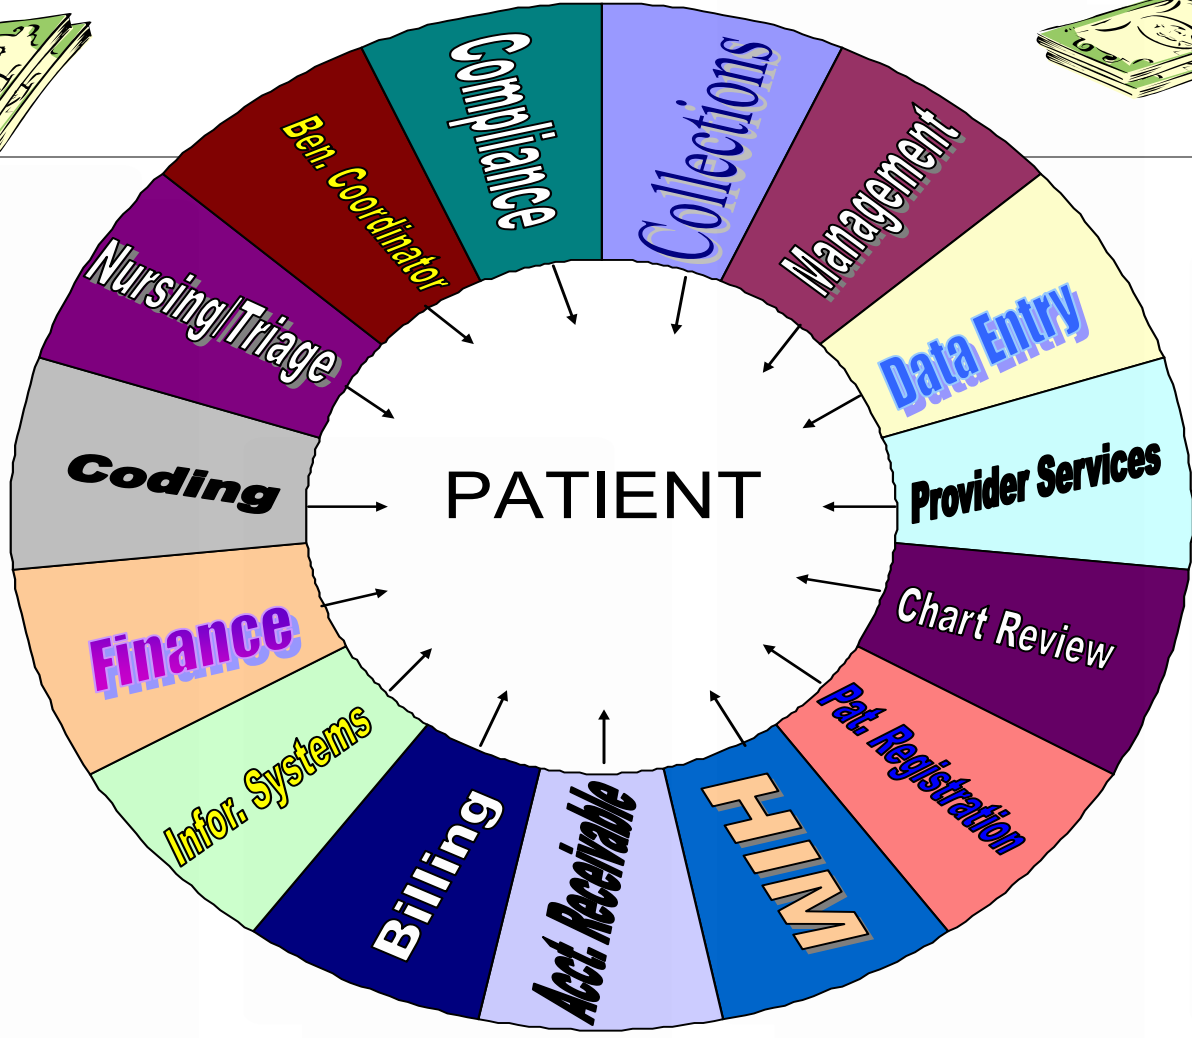 Compliance
Collections
Management
Data Entry
Provider Services
Chart Review
Pat. Registration
HIM
Acct. Receivable
Billing
Infor. Systems
Finance
Coding
Nursing/Triage
Ben. Coordinator
PATIENT